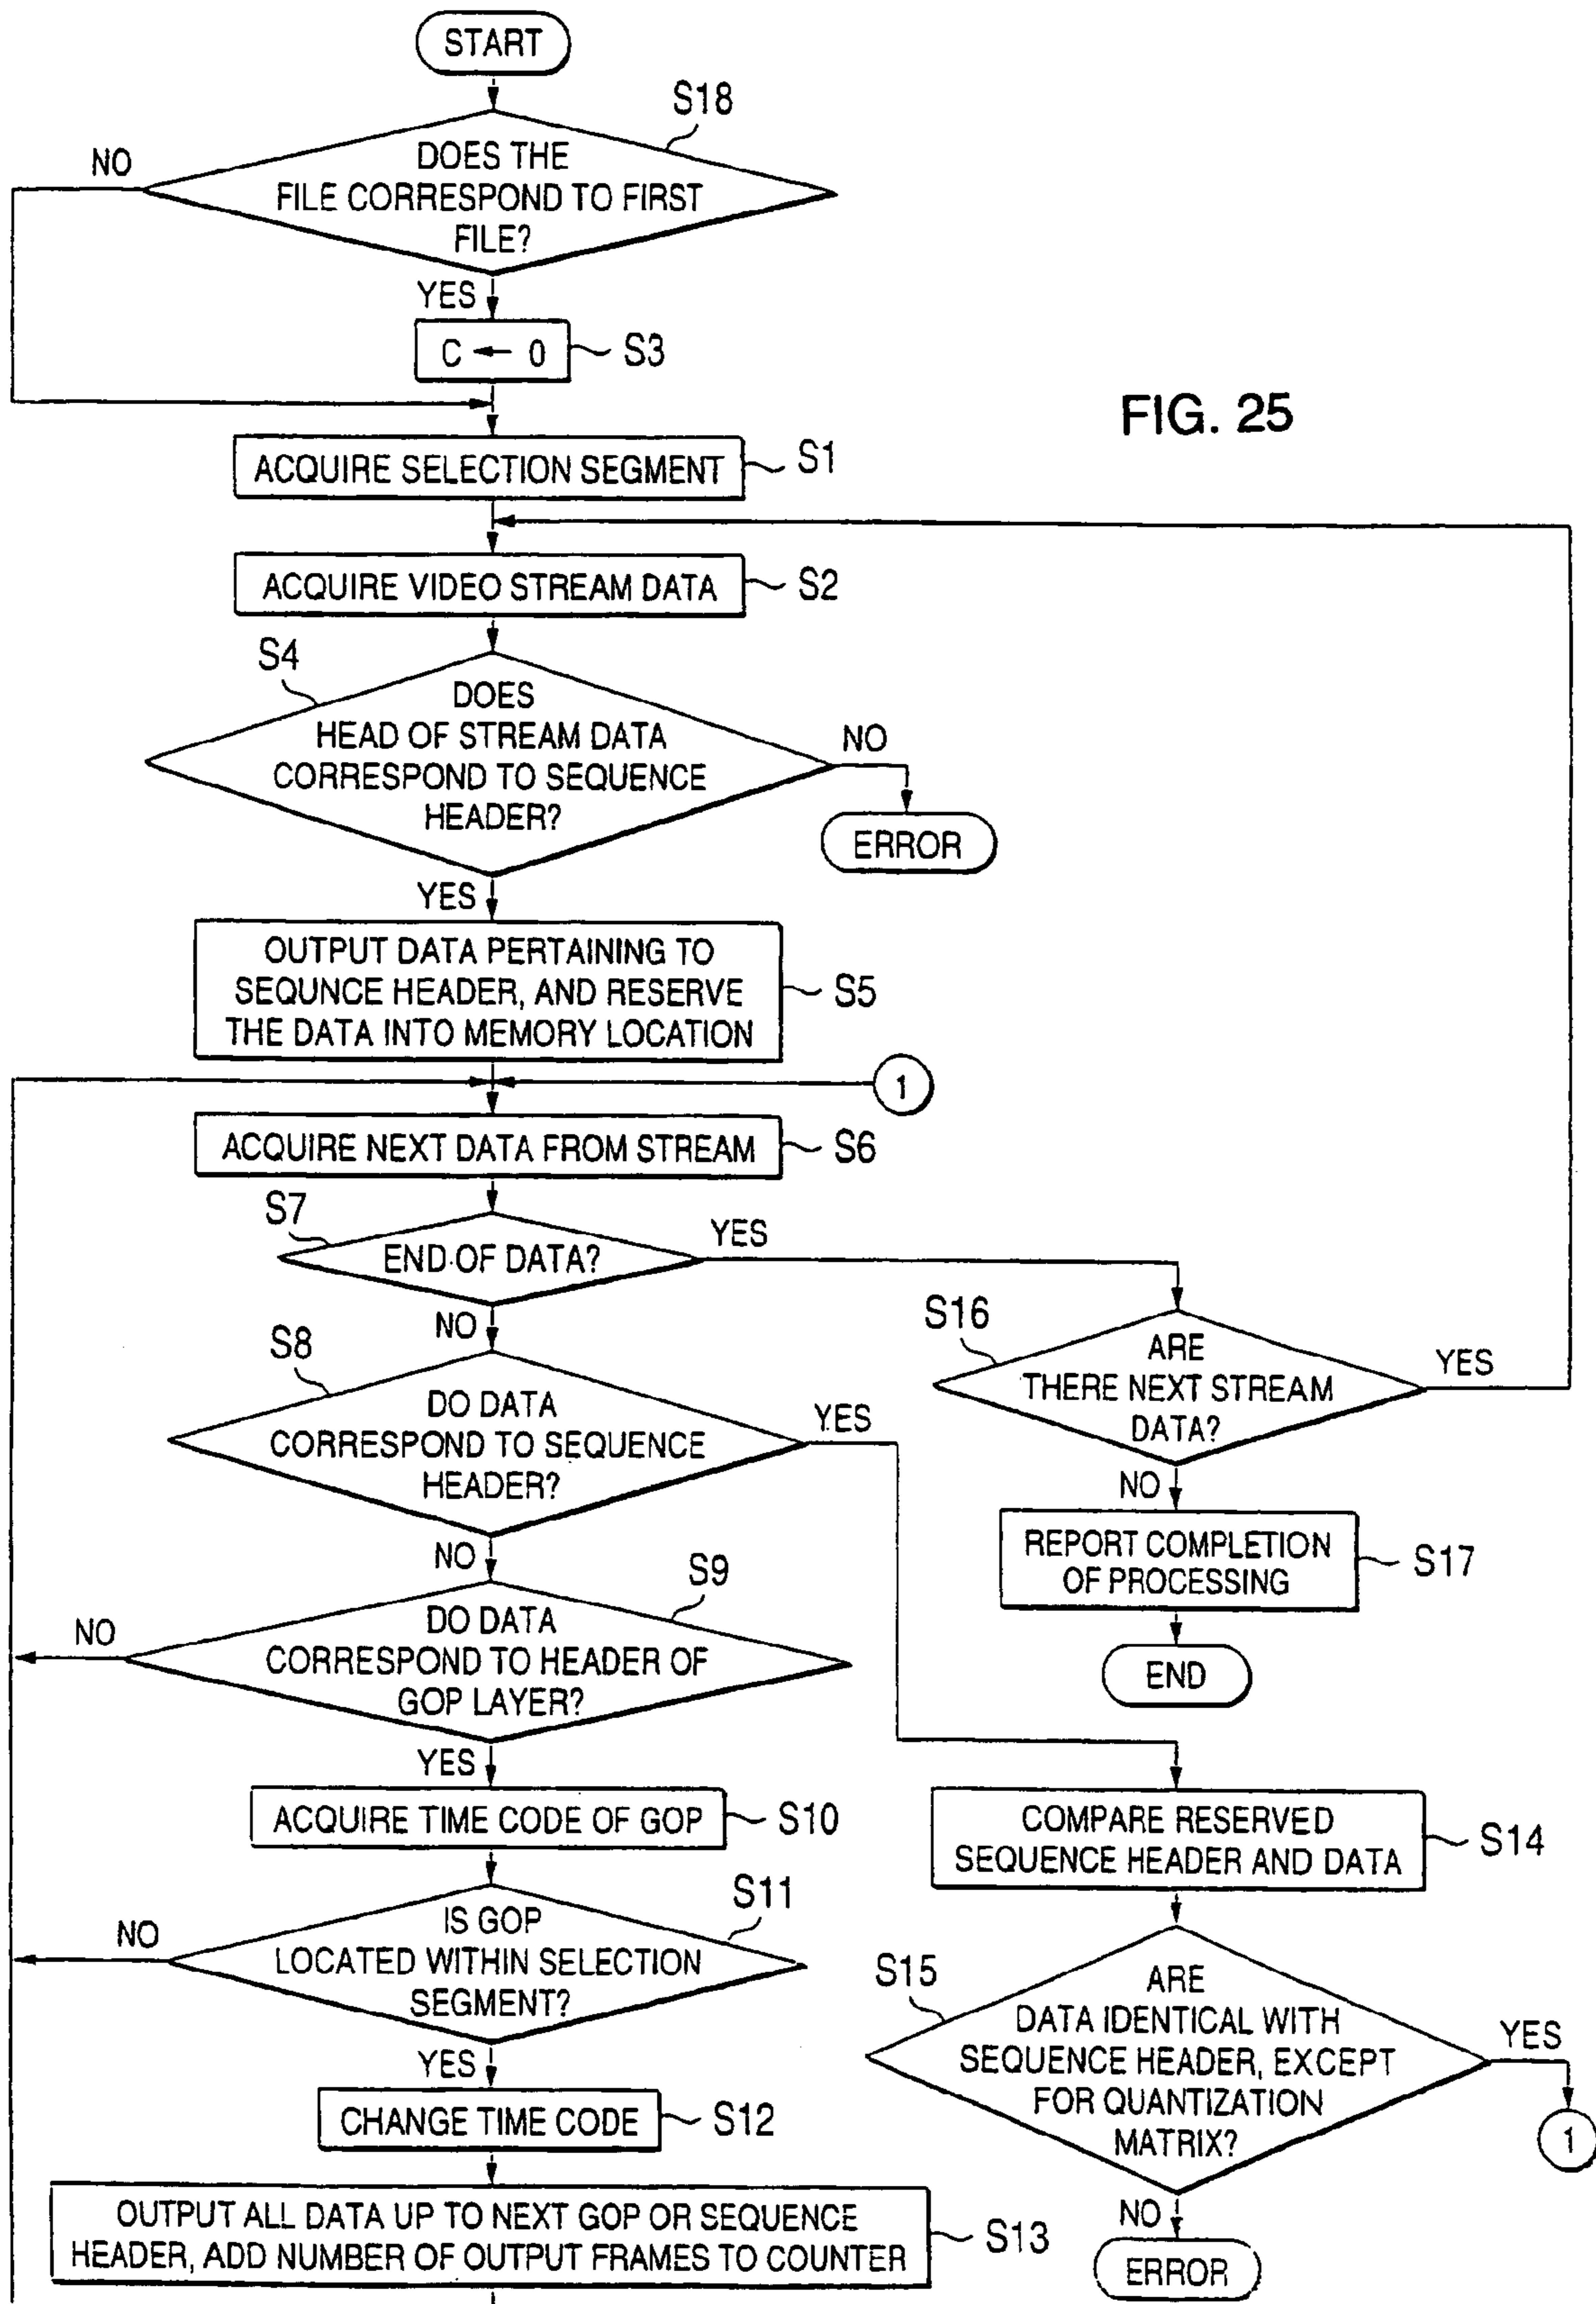 START
S18
DOES THE
FILE CORRESPOND TO FIRST
FILE?
NO
YES
C ← 0
S3
FIG. 25
ACQUIRE SELECTION SEGMENT
S1
ACQUIRE VIDEO STREAM DATA
S2
S4
DOES
HEAD OF STREAM DATA
CORRESPOND TO SEQUENCE
HEADER?
NO
ERROR
YES
OUTPUT DATA PERTAINING TO
SEQUNCE HEADER, AND RESERVE
THE DATA INTO MEMORY LOCATION
S5
1
ACQUIRE NEXT DATA FROM STREAM
S6
S7
END OF DATA?
YES
NO
S16
ARE
THERE NEXT STREAM
DATA?
YES
NO
REPORT COMPLETION
OF PROCESSING
S17
END
S8
DO DATA
CORRESPOND TO SEQUENCE
HEADER?
YES
NO
S9
DO DATA
CORRESPOND TO HEADER OF
GOP LAYER?
NO
YES
ACQUIRE TIME CODE OF GOP
S10
S11
IS GOP
LOCATED WITHIN SELECTION
SEGMENT?
NO
YES
CHANGE TIME CODE
S12
OUTPUT ALL DATA UP TO NEXT GOP OR SEQUENCE
HEADER, ADD NUMBER OF OUTPUT FRAMES TO COUNTER
S13
COMPARE RESERVED
SEQUENCE HEADER AND DATA
S14
S15
ARE
DATA IDENTICAL WITH
SEQUENCE HEADER, EXCEPT
FOR QUANTIZATION
MATRIX?
YES
1
NO
ERROR